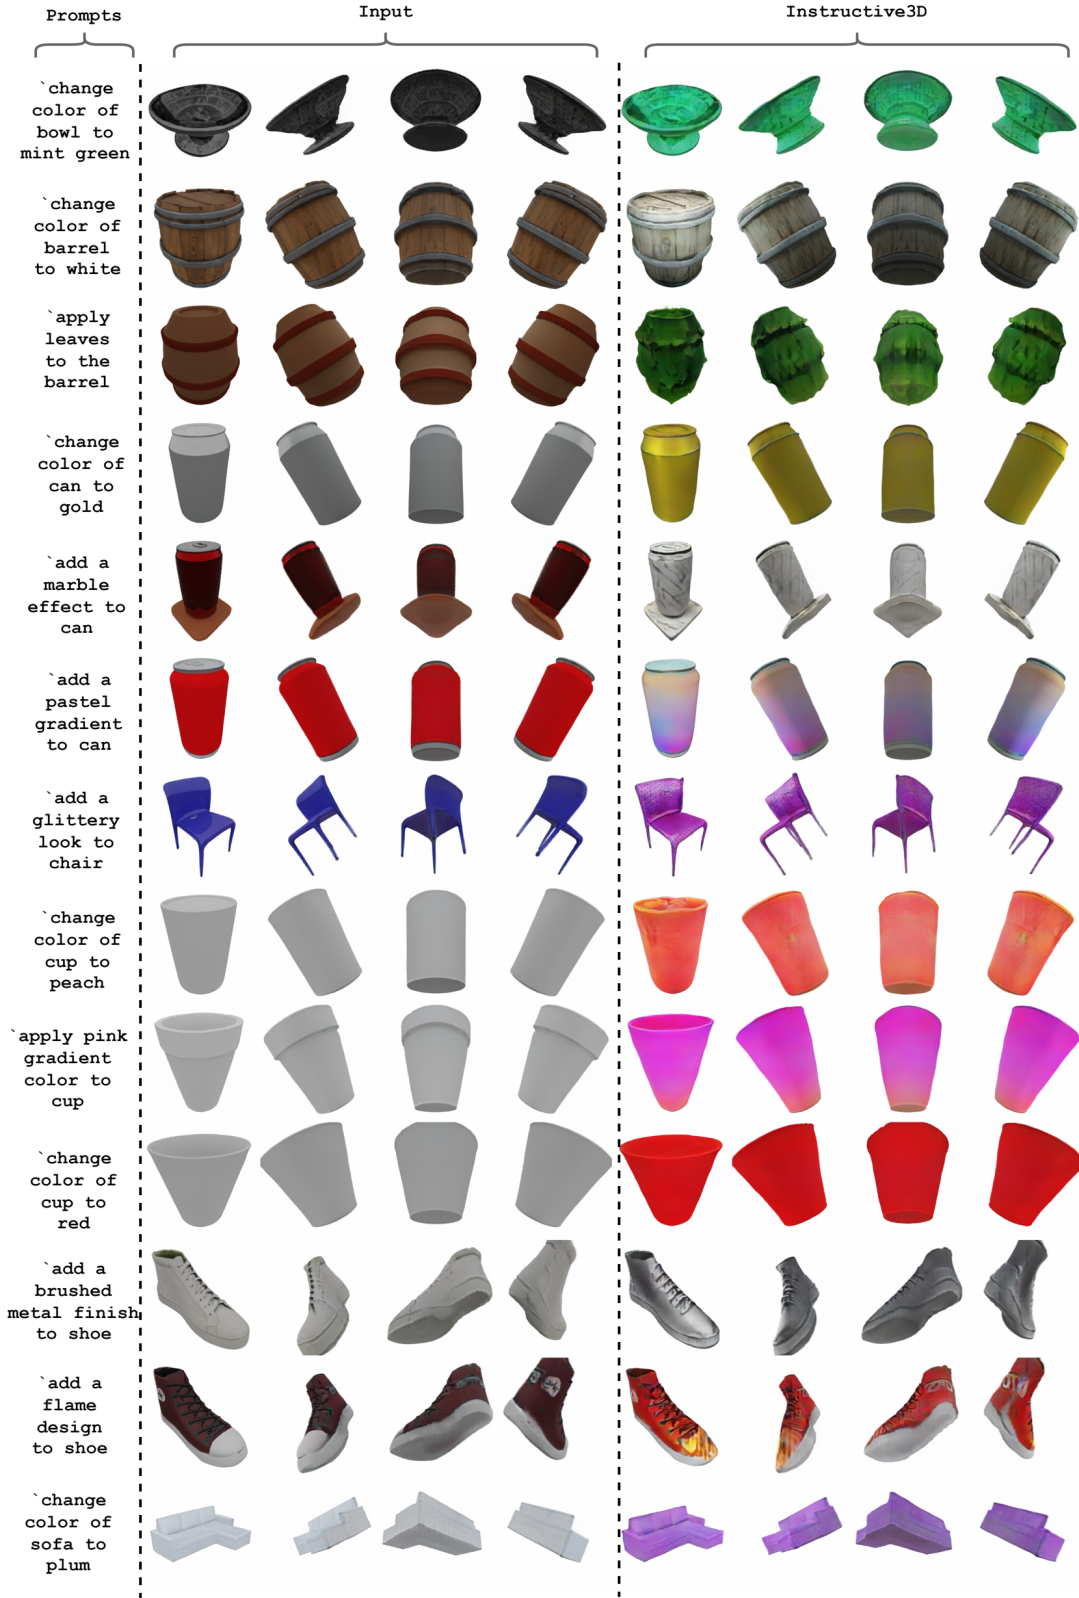 Prompts
Input
Instructive3D
`change
color of
bowl to
mint green
`change
color of
barrel
to white
`apply
leaves
to the
barrel
`change
color of
can to
gold
`add a
marble
effect to
can
`add a
pastel
gradient
to can
`add a
glittery
look to
chair
`change
color of
cup to
peach
`apply pink
gradient
color to
cup
`change
color of
cup to
red
`add a
brushed
metal finish
to shoe
`add a
flame
design
to shoe
`change
color of
sofa to
plum